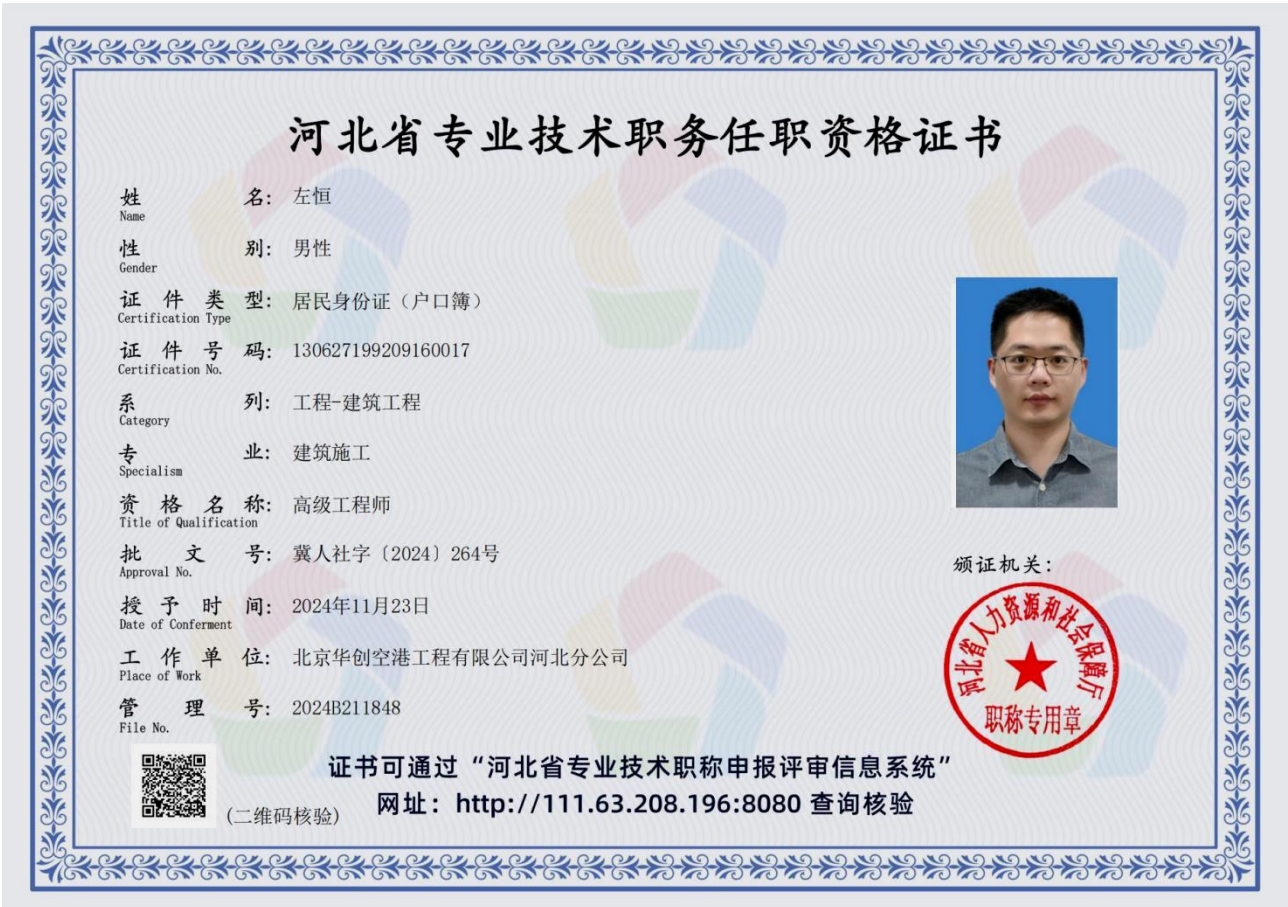 河北省专业技术职务任职资格证书
姓名：左恒
Name
性别：男性
Gender
证件类型：居民身份证（户口簿）
Certification Type
证件号码：130627199209160017
Certification No.
系列：工程-建筑工程
Category
专业：建筑施工
Specialism
资格名称：高级工程师
Title of Qualification
批文号：冀人社字〔2024〕264号
Approval No.
授予时间：2024年11月23日
Date of Conferment
工作单位：北京华创空港工程有限公司河北分公司
Place of Work
管理号：2024B211848
File No.
颁证机关：
河北省人力资源和社会保障厅
职称专用章
(二维码核验)
证书可通过“河北省专业技术职称申报评审信息系统”
网址：http://111.63.208.196:8080 查询核验